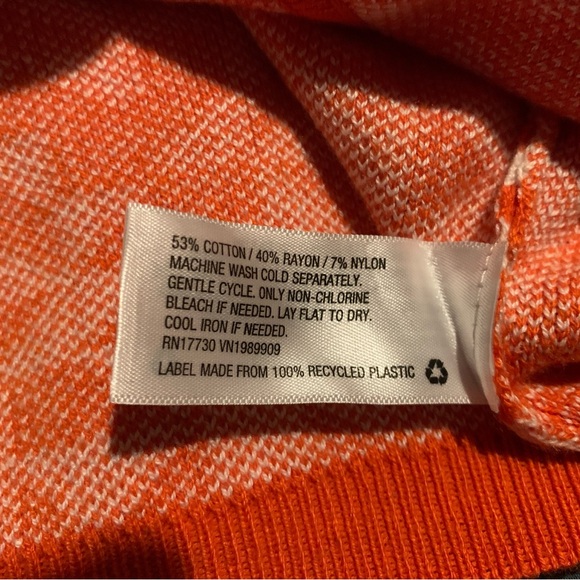 53% COTTON / 40% RAYON / 7% NYLON
MACHINE WASH COLD SEPARATELY.
GENTLE CYCLE. ONLY NON-CHLORINE
BLEACH IF NEEDED. LAY FLAT TO DRY.
COOL IRON IF NEEDED.
RN17730 VN1989909
LABEL MADE FROM 100% RECYCLED PLASTIC